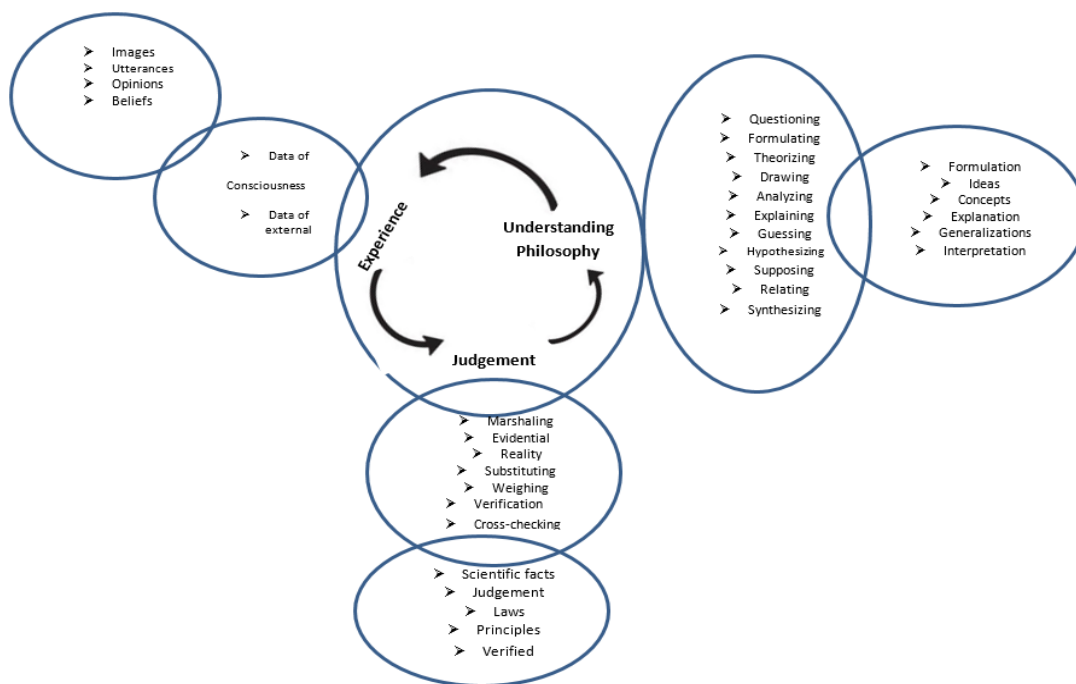 ➢ Images
➢ Utterances
➢ Opinions
➢ Beliefs
➢ Data of
Consciousness
➢ Data of
external
Experience
Understanding
Philosophy
Judgement
➢ Questioning
➢ Formulating
➢ Theorizing
➢ Drawing
➢ Analyzing
➢ Explaining
➢ Guessing
➢ Hypothesizing
➢ Supposing
➢ Relating
➢ Synthesizing
➢ Formulation
➢ Ideas
➢ Concepts
➢ Explanation
➢ Generalizations
➢ Interpretation
➢ Marshaling
➢ Evidential
➢ Reality
➢ Substituting
➢ Weighing
➢ Verification
➢ Cross-checking
➢ Scientific facts
➢ Judgement
➢ Laws
➢ Principles
➢ Verified